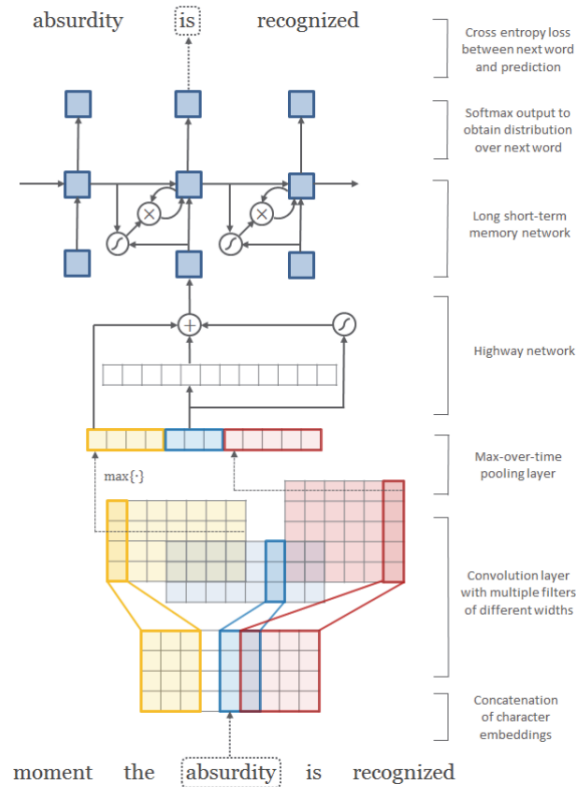 absurdity is recognized
Cross entropy loss
between next word
and prediction
Softmax output to
obtain distribution
over next word
Long short-term
memory network
Highway network
Max-over-time
pooling layer
max{·}
Convolution layer
with multiple filters
of different widths
Concatenation
of character
embeddings
moment the absurdity is recognized